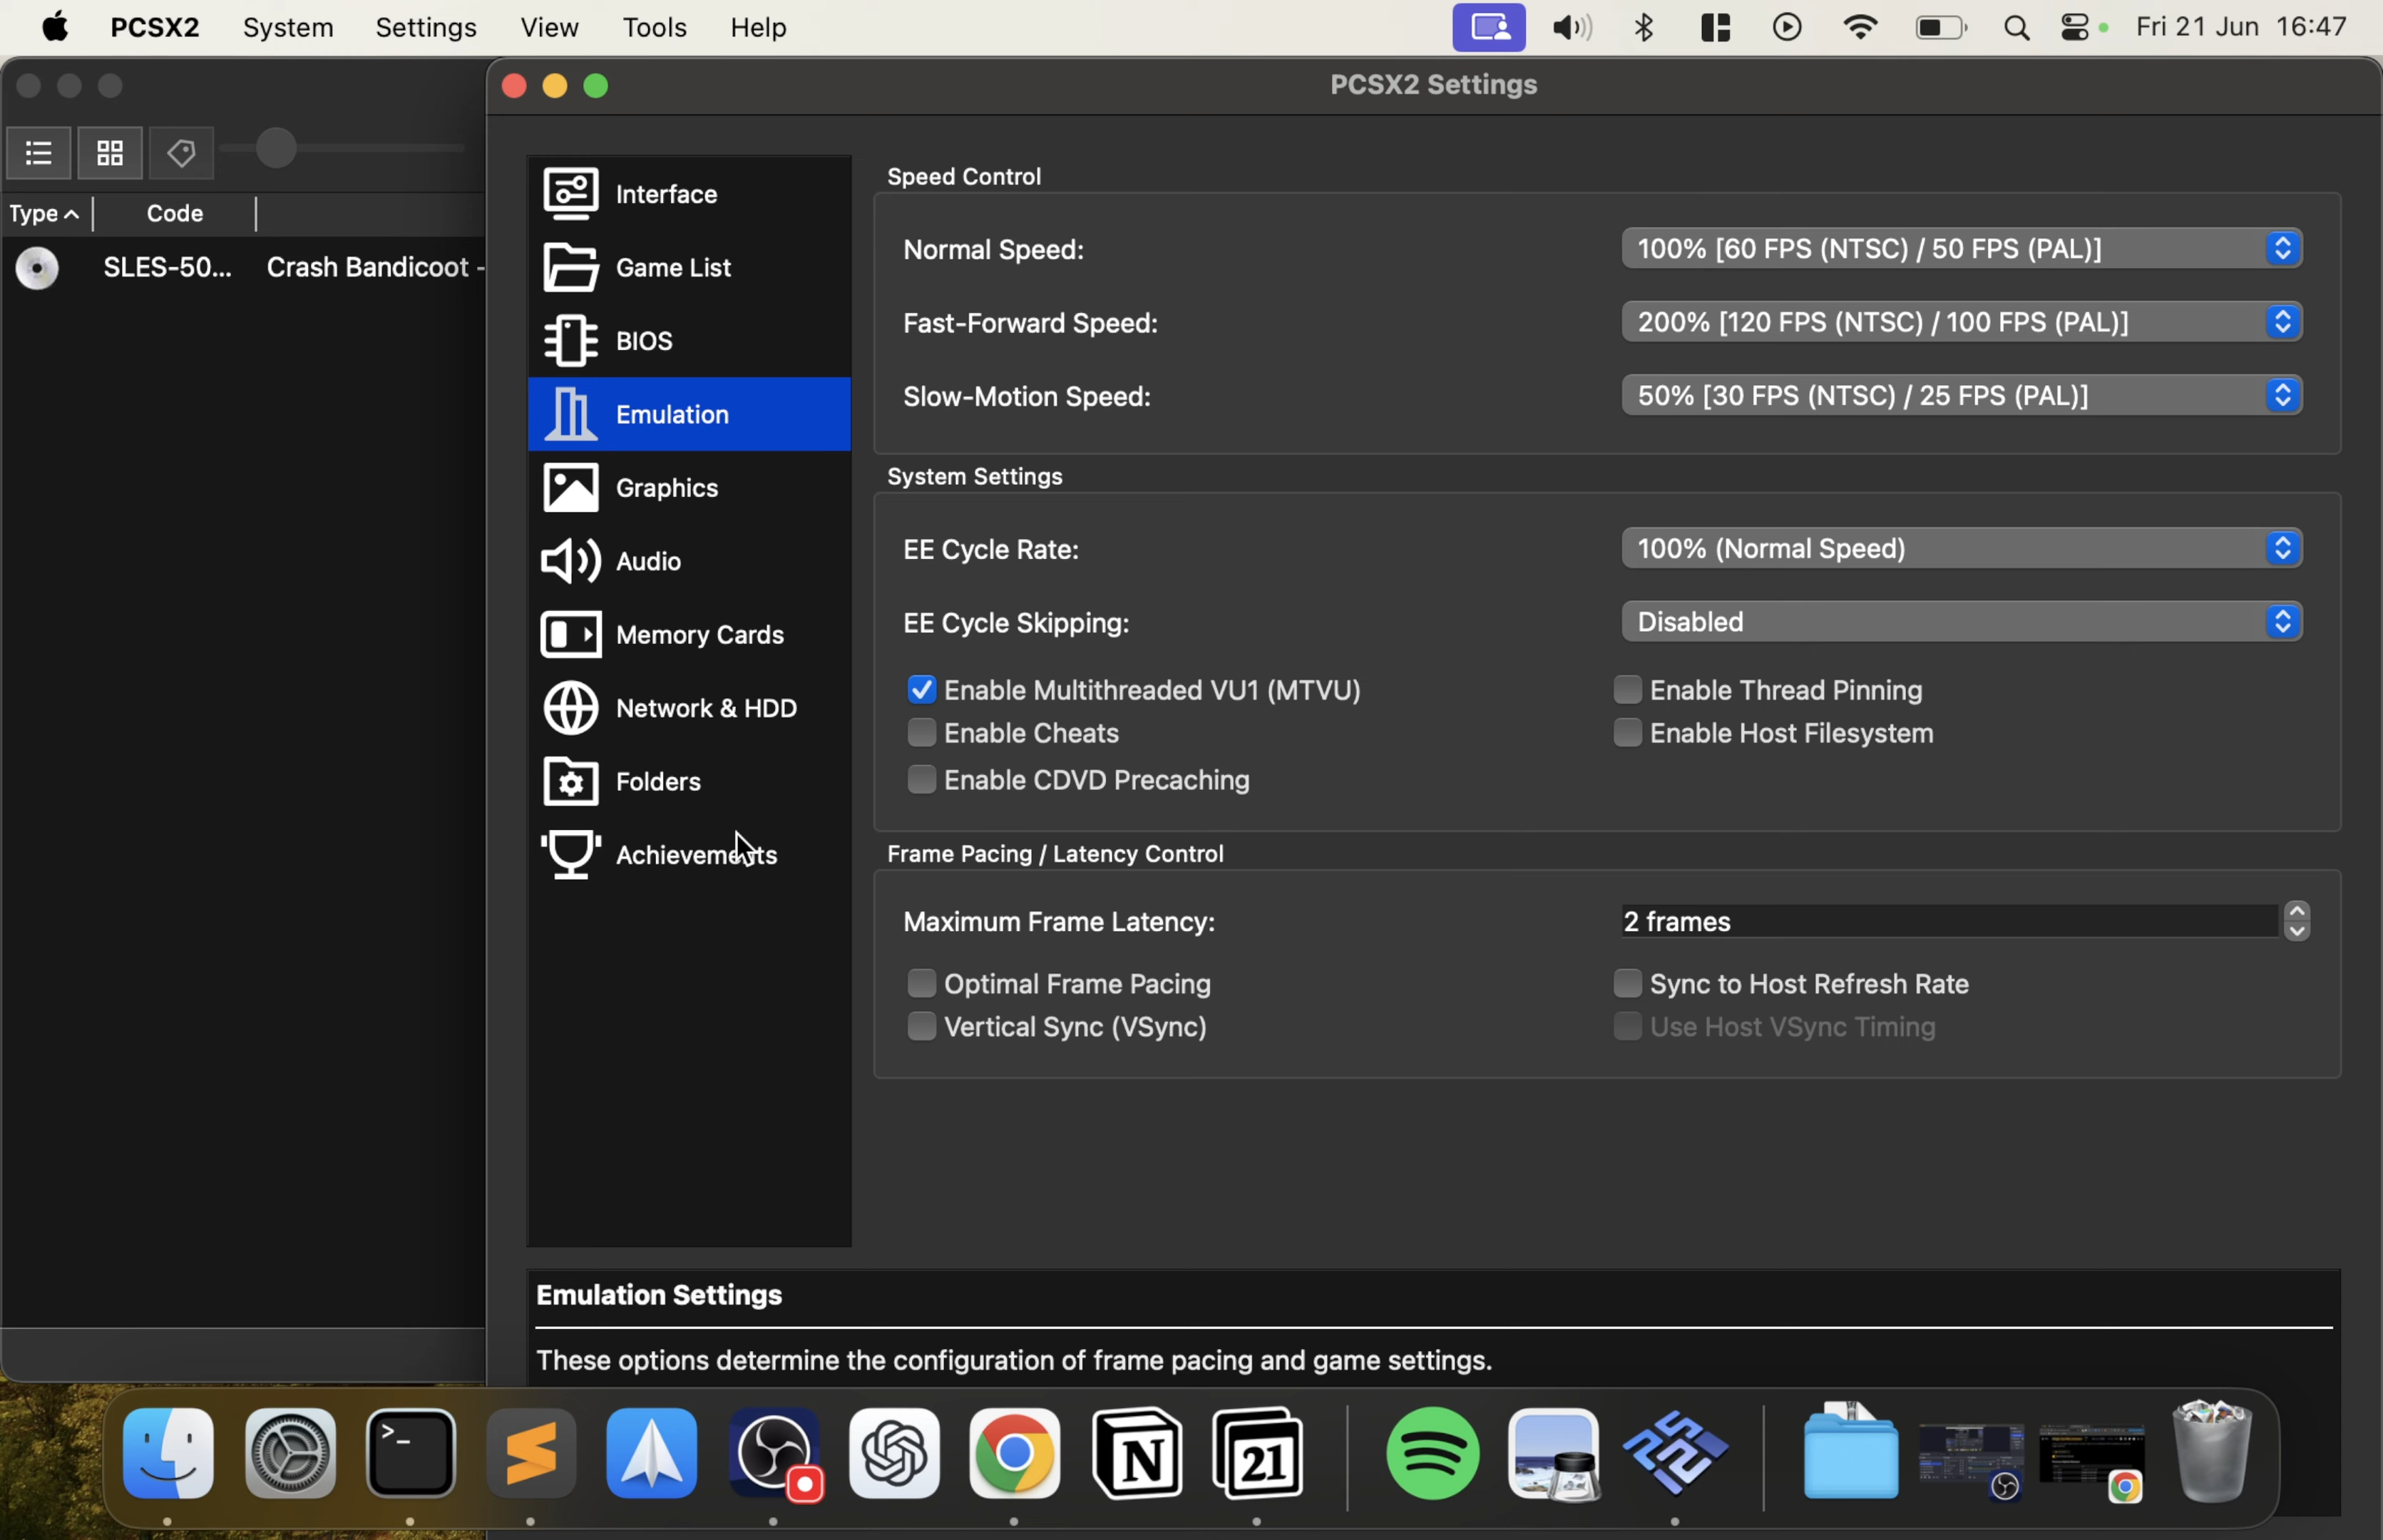 PCSX2 System Settings View Tools Help Fri 21 Jun 16:47
PCSX2 Settings
Type Code
SLES-50... Crash Bandicoot -
Interface
Game List
BIOS
Emulation
Graphics
Audio
Memory Cards
Network & HDD
Folders
Achievements
Speed Control
Normal Speed: 100% [60 FPS (NTSC) / 50 FPS (PAL)]
Fast-Forward Speed: 200% [120 FPS (NTSC) / 100 FPS (PAL)]
Slow-Motion Speed: 50% [30 FPS (NTSC) / 25 FPS (PAL)]
System Settings
EE Cycle Rate: 100% (Normal Speed)
EE Cycle Skipping: Disabled
Enable Multithreaded VU1 (MTVU) Enable Thread Pinning
Enable Cheats Enable Host Filesystem
Enable CDVD Precaching
Frame Pacing / Latency Control
Maximum Frame Latency: 2 frames
Optimal Frame Pacing Sync to Host Refresh Rate
Vertical Sync (VSync) Use Host VSync Timing
Emulation Settings
These options determine the configuration of frame pacing and game settings.
21